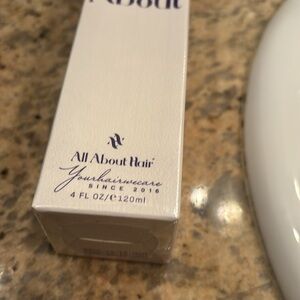 About
All About Hair
Yourhairwecare
SINCE 2016
4 FL OZ/℮120ml